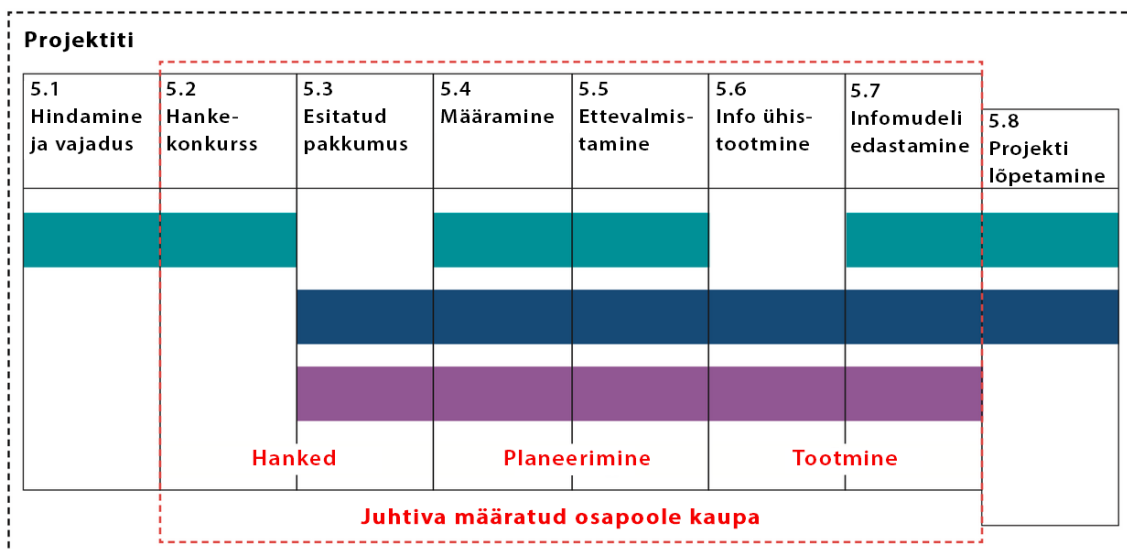 Projektiti
5.1
Hindamine
ja vajadus
5.2
Hanke-
konkurss
5.3
Esitatud
pakkumus
5.4
Määramine
5.5
Ettevalmis-
tamine
5.6
Info ühis-
tootmine
5.7
Infomudeli
edastamine
5.8
Projekti
lõpetamine
Hanked
Planeerimine
Tootmine
Juhtiva määratud osapoole kaupa